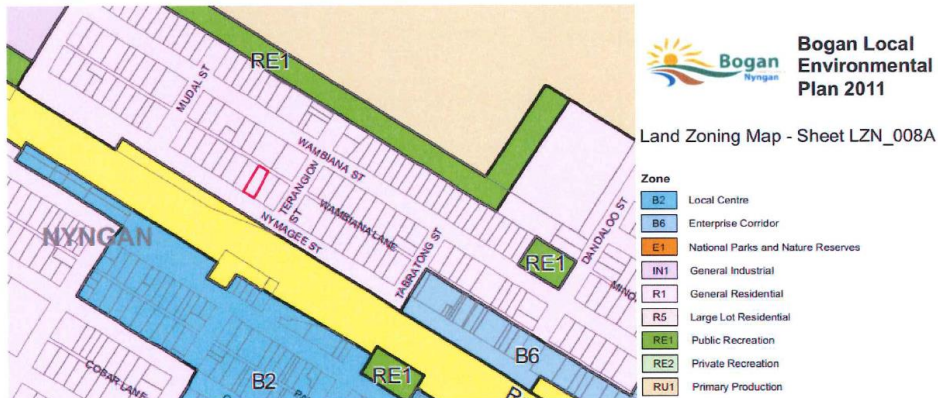 RE1
MUDAL ST
WAMBIANA ST
TERANGION
ST
WAMBIANA LANE
NYMAGEE ST
NYNGAN
TABRATONG ST
DANDALOO ST
RE1
B6
RE1
B2
COBAR LANE
Bogan
Nyngan
Bogan Local
Environmental
Plan 2011
Land Zoning Map - Sheet LZN_008A
Zone
B2 Local Centre
B6 Enterprise Corridor
E1 National Parks and Nature Reserves
IN1 General Industrial
R1 General Residential
R5 Large Lot Residential
RE1 Public Recreation
RE2 Private Recreation
RU1 Primary Production